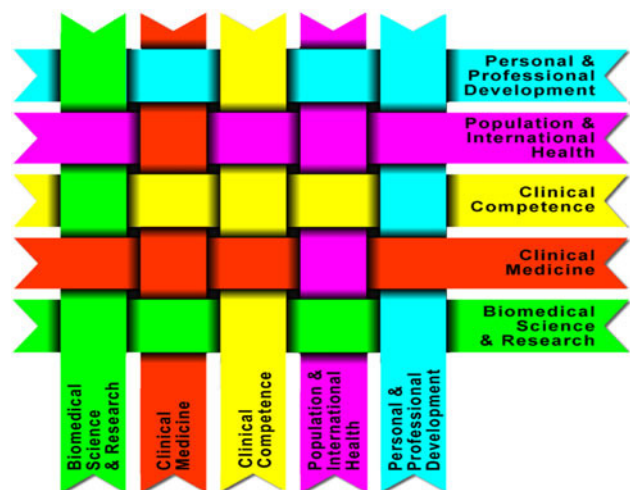 Personal &
Professional
Development
Population &
International
Health
Clinical
Competence
Clinical
Medicine
Biomedical
Science
& Research
Biomedical
Science
& Research
Clinical
Medicine
Clinical
Competence
Population &
International
Health
Personal &
Professional
Development